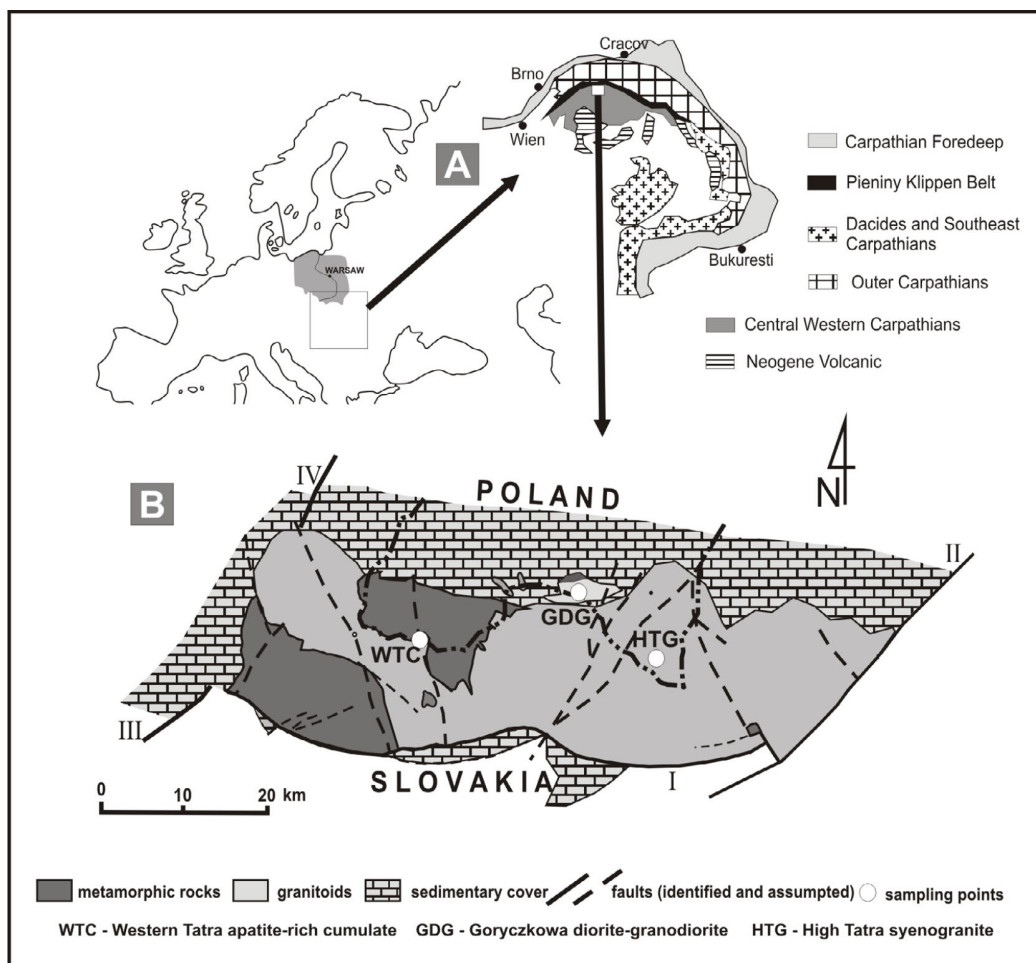 Cracov
Brno
Wien
A
WARSAW
Bukuresti
Carpathian Foredeep
Pieniny Klippen Belt
Dacides and Southeast
Carpathians
Outer Carpathians
Central Western Carpathians
Neogene Volcanic
N
B
IV
POLAND
II
GDG
HTG
WTC
III
SLOVAKIA
I
0 10 20 km
metamorphic rocks granitoids sedimentary cover faults (identified and assumpted) sampling points
WTC - Western Tatra apatite-rich cumulate GDG - Goryczkowa diorite-granodiorite HTG - High Tatra syenogranite